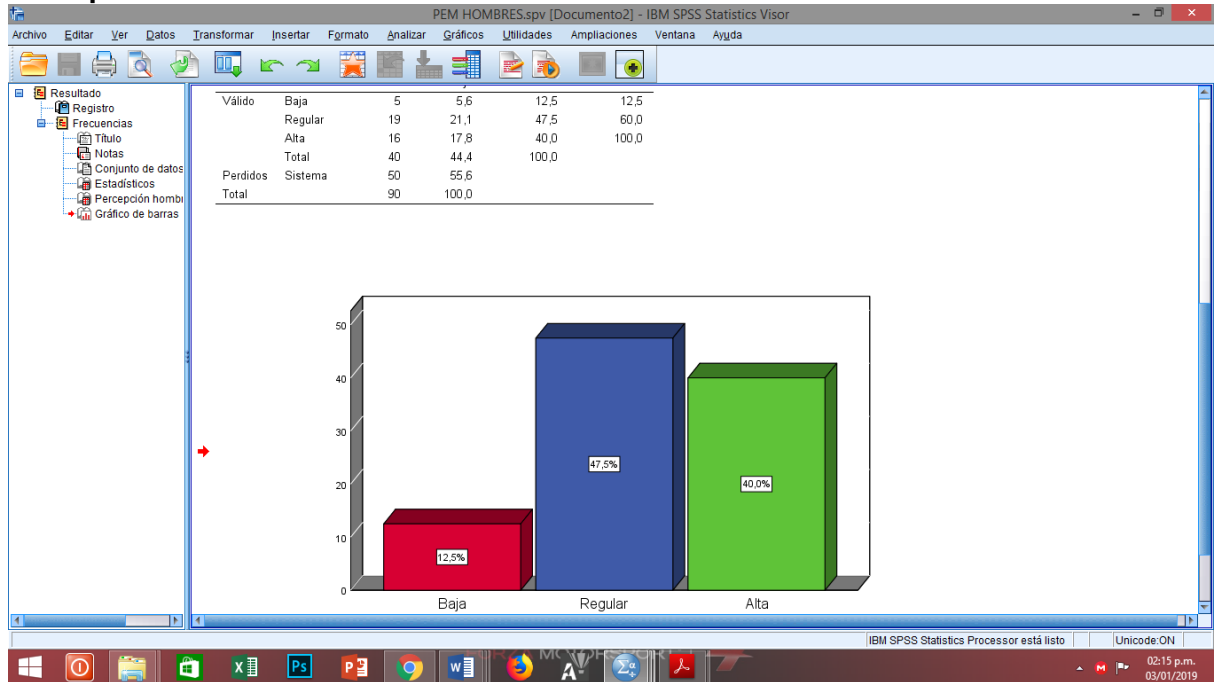 PEM HOMBRES.spv [Documento2] - IBM SPSS Statistics Visor
Archivo Editar Ver Datos Transformar Insertar Formato Analizar Gráficos Utilidades Ampliaciones Ventana Ayuda
Resultado
Registro
Frecuencias
Título
Notas
Conjunto de datos
Estadísticos
Percepción hombr
Gráfico de barras
Válido Baja 5 5,6 12,5 12,5
Regular 19 21,1 47,5 60,0
Alta 16 17,8 40,0 100,0
Total 40 44,4 100,0
Perdidos Sistema 50 55,6
Total 90 100,0
50
40
30
20
10
0
12,5%
47,5%
40,0%
Baja Regular Alta
IBM SPSS Statistics Processor está listo Unicode:ON
02:15 p.m.
03/01/2019